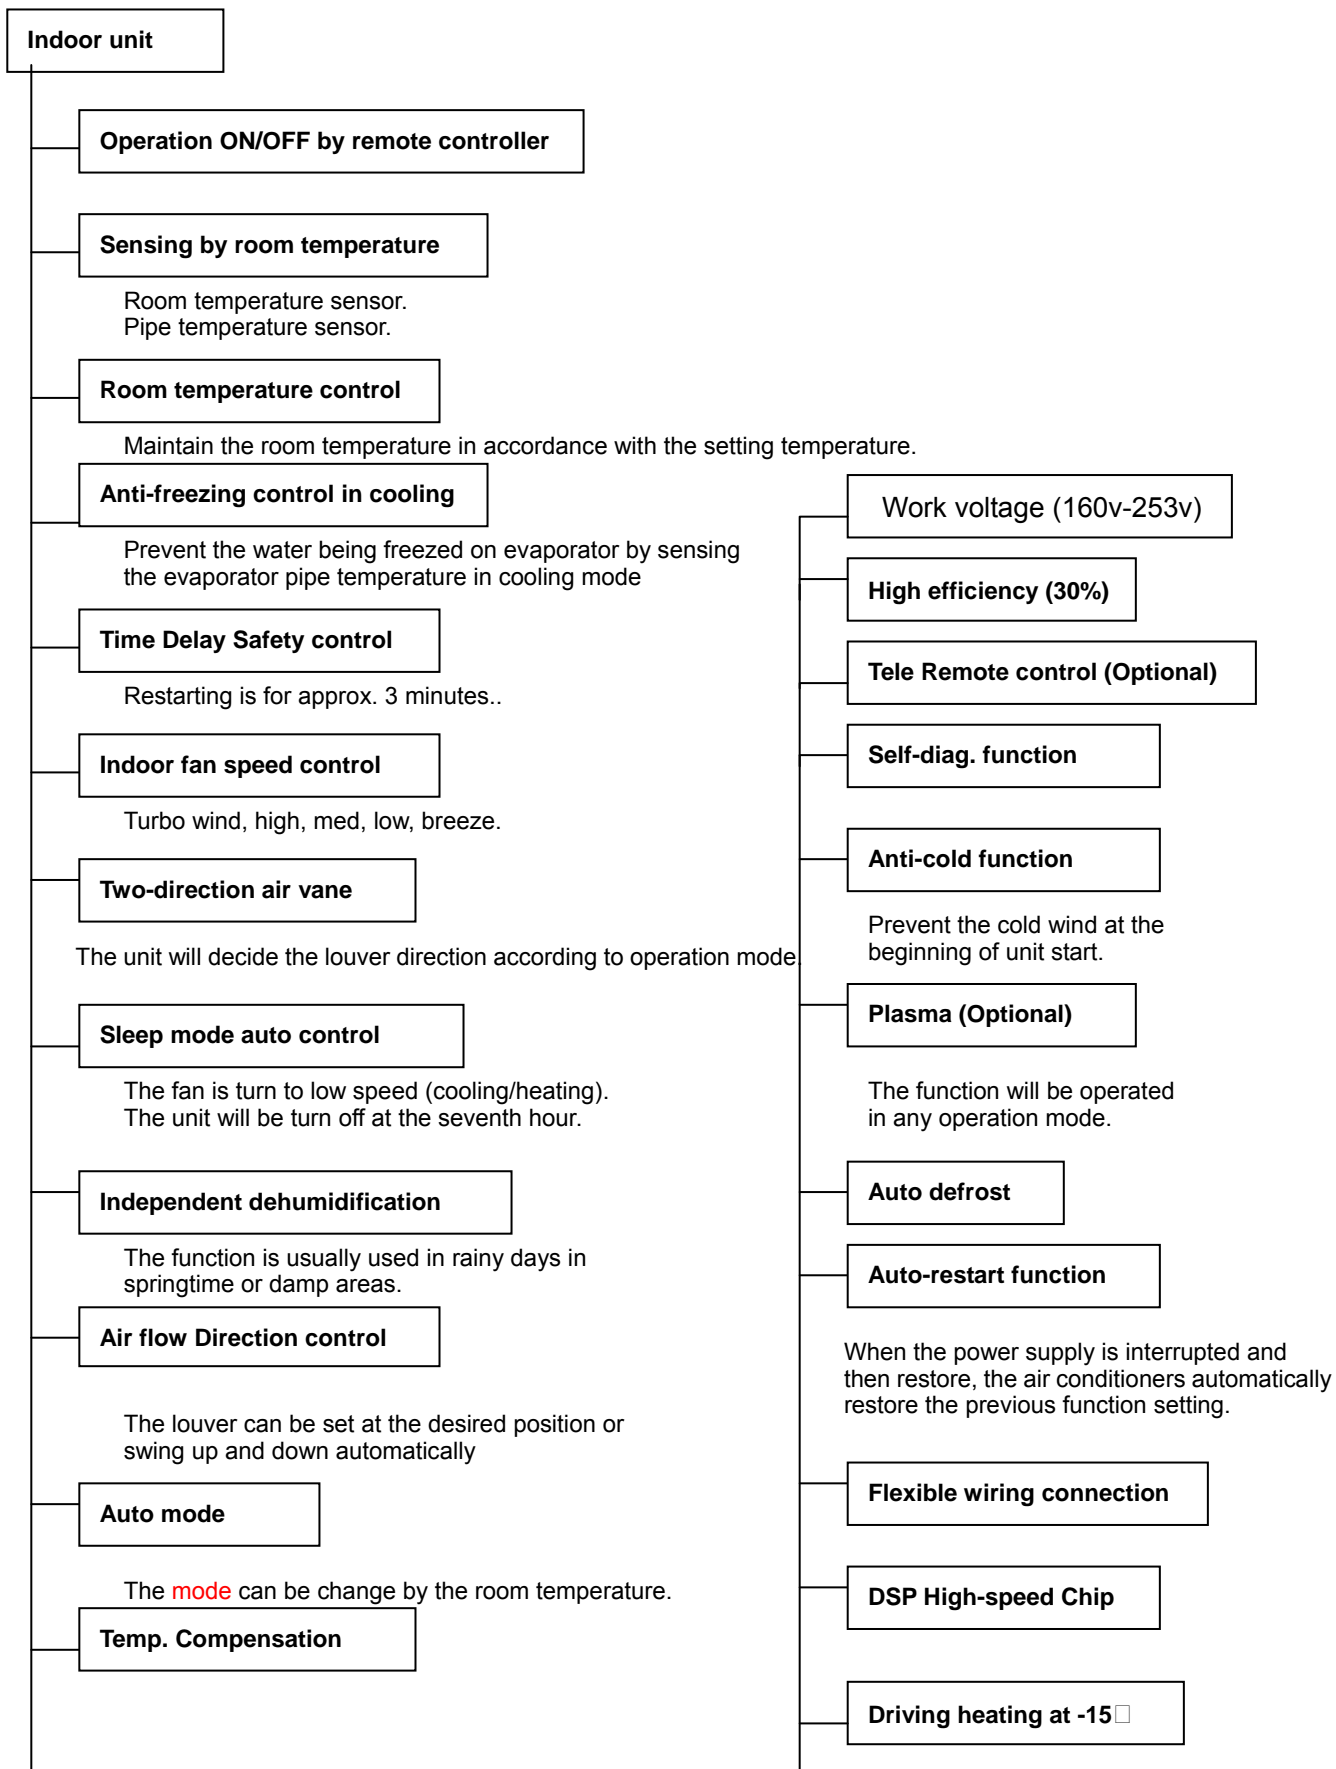 Indoor unit
Operation ON/OFF by remote controller
Sensing by room temperature
Room temperature sensor.
Pipe temperature sensor.
Room temperature control
Maintain the room temperature in accordance with the setting temperature.
Anti-freezing control in cooling
Prevent the water being freezed on evaporator by sensing
the evaporator pipe temperature in cooling mode
Time Delay Safety control
Restarting is for approx. 3 minutes..
Indoor fan speed control
Turbo wind, high, med, low, breeze.
Two-direction air vane
The unit will decide the louver direction according to operation mode.
Sleep mode auto control
The fan is turn to low speed (cooling/heating).
The unit will be turn off at the seventh hour.
Independent dehumidification
The function is usually used in rainy days in
springtime or damp areas.
Air flow Direction control
The louver can be set at the desired position or
swing up and down automatically
Auto mode
The mode can be change by the room temperature.
Temp. Compensation
Work voltage (160v-253v)
High efficiency (30%)
Tele Remote control (Optional)
Self-diag. function
Anti-cold function
Prevent the cold wind at the
beginning of unit start.
Plasma (Optional)
The function will be operated
in any operation mode.
Auto defrost
Auto-restart function
When the power supply is interrupted and
then restore, the air conditioners automatically
restore the previous function setting.
Flexible wiring connection
DSP High-speed Chip
Driving heating at -15□